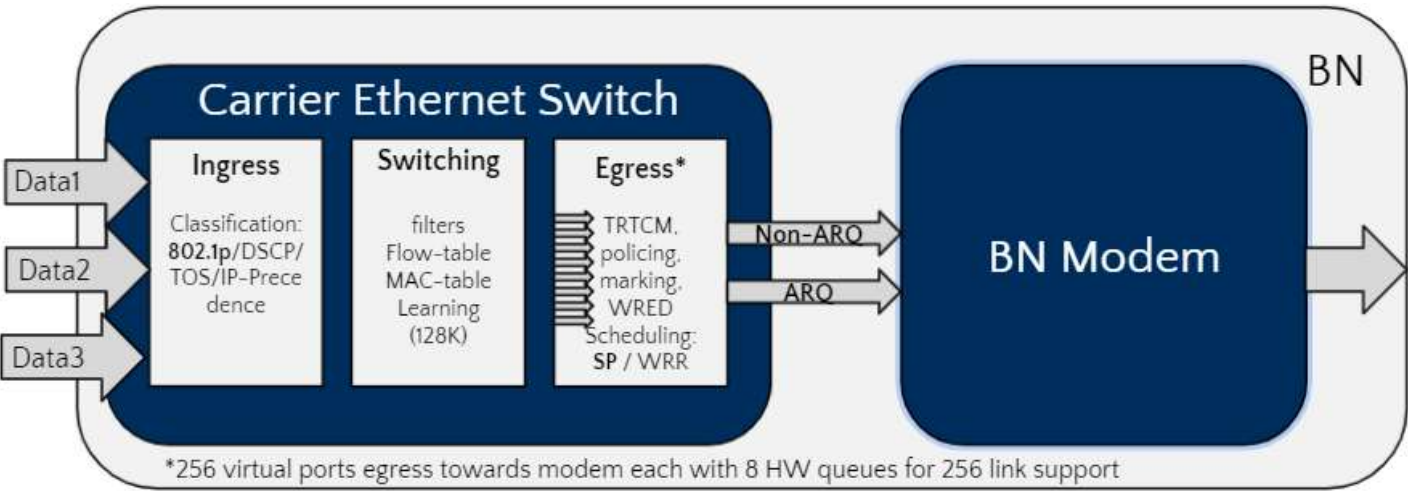 BN
Carrier Ethernet Switch
Data1
Data2
Data3
Ingress
Classification:
802.1p/DSCP/
TOS/IP-Prece
dence
Switching
filters
Flow-table
MAC-table
Learning
(128K)
Egress*
TRTCM,
policing,
marking,
WRED
Scheduling:
SP / WRR
Non-ARQ
ARQ
BN Modem
*256 virtual ports egress towards modem each with 8 HW queues for 256 link support